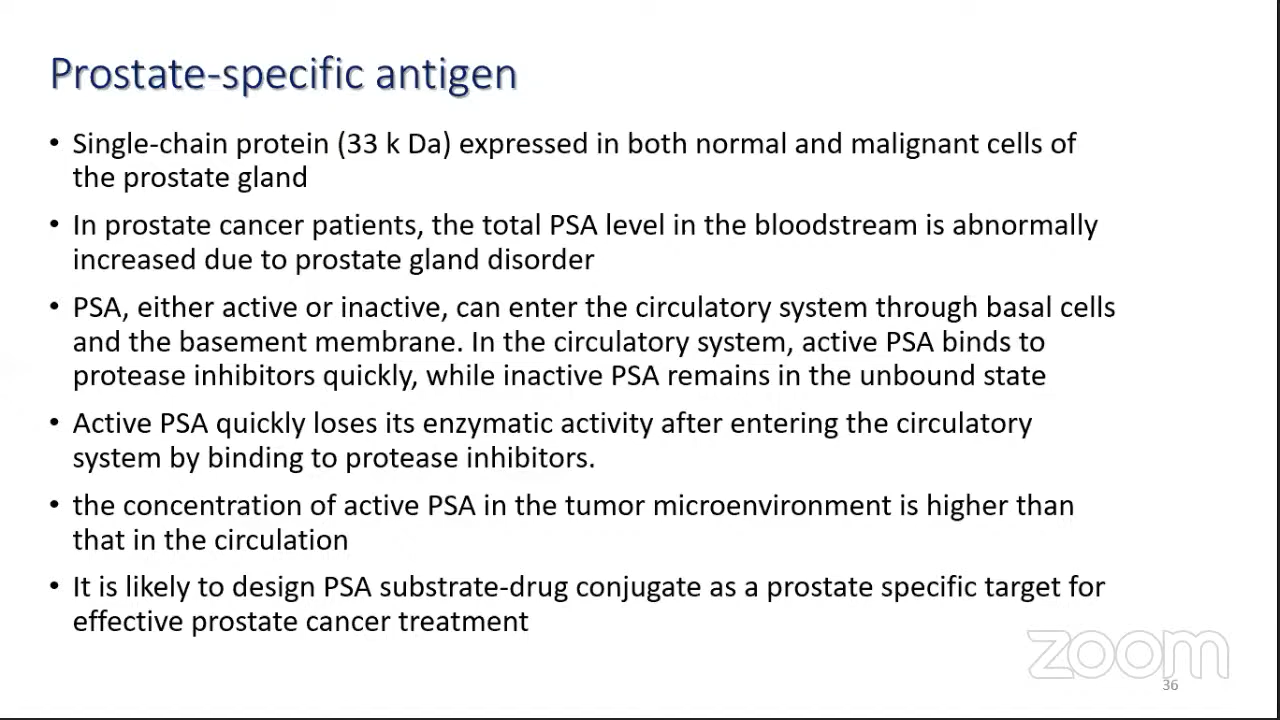 Prostate-specific antigen
• Single-chain protein (33 k Da) expressed in both normal and malignant cells of
the prostate gland
• In prostate cancer patients, the total PSA level in the bloodstream is abnormally
increased due to prostate gland disorder
• PSA, either active or inactive, can enter the circulatory system through basal cells
and the basement membrane. In the circulatory system, active PSA binds to
protease inhibitors quickly, while inactive PSA remains in the unbound state
• Active PSA quickly loses its enzymatic activity after entering the circulatory
system by binding to protease inhibitors.
• the concentration of active PSA in the tumor microenvironment is higher than
that in the circulation
• It is likely to design PSA substrate-drug conjugate as a prostate specific target for
effective prostate cancer treatment
zoom
36